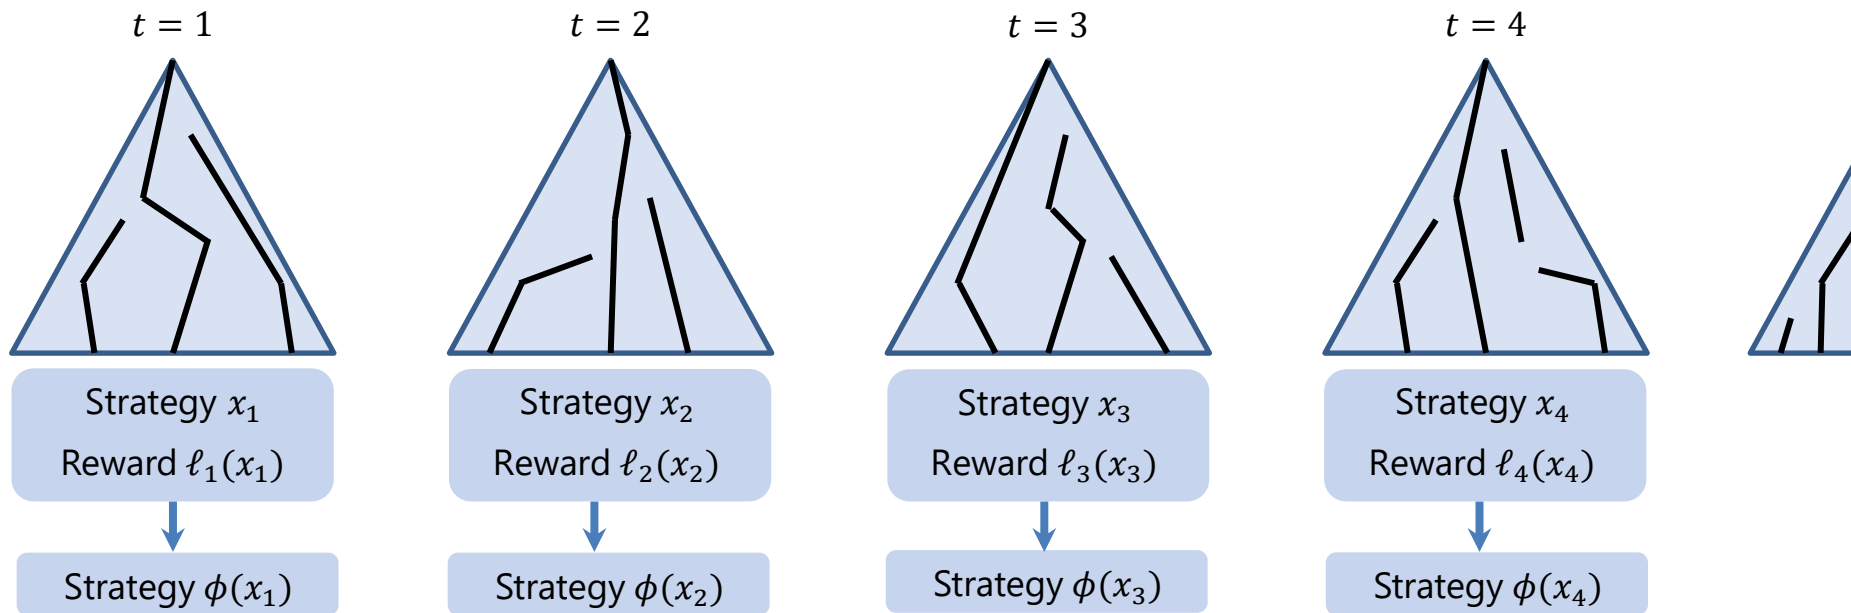 t = 1
t = 2
t = 3
t = 4
Strategy x₁
Reward ℓ₁(x₁)
Strategy x₂
Reward ℓ₂(x₂)
Strategy x₃
Reward ℓ₃(x₃)
Strategy x₄
Reward ℓ₄(x₄)
Strategy ϕ(x₁)
Strategy ϕ(x₂)
Strategy ϕ(x₃)
Strategy ϕ(x₄)